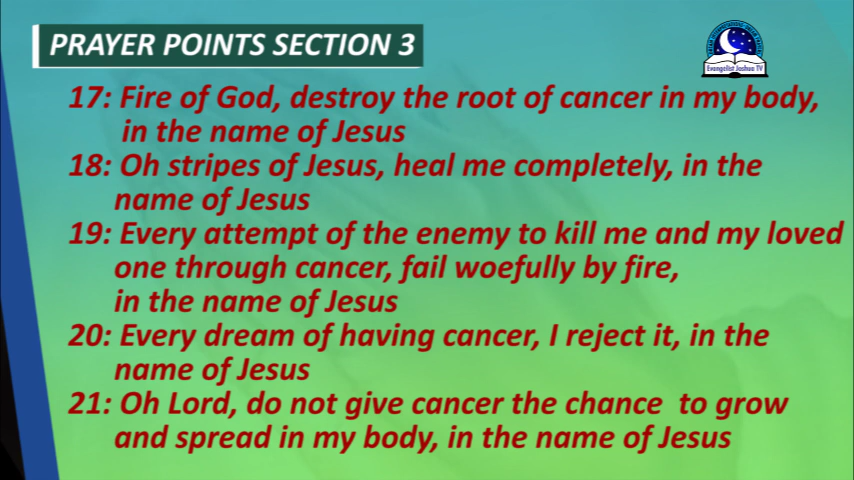 PRAYER POINTS SECTION 3
Evangelist Joshua TV
17: Fire of God, destroy the root of cancer in my body,
in the name of Jesus
18: Oh stripes of Jesus, heal me completely, in the
name of Jesus
19: Every attempt of the enemy to kill me and my loved
one through cancer, fail woefully by fire,
in the name of Jesus
20: Every dream of having cancer, I reject it, in the
name of Jesus
21: Oh Lord, do not give cancer the chance to grow
and spread in my body, in the name of Jesus